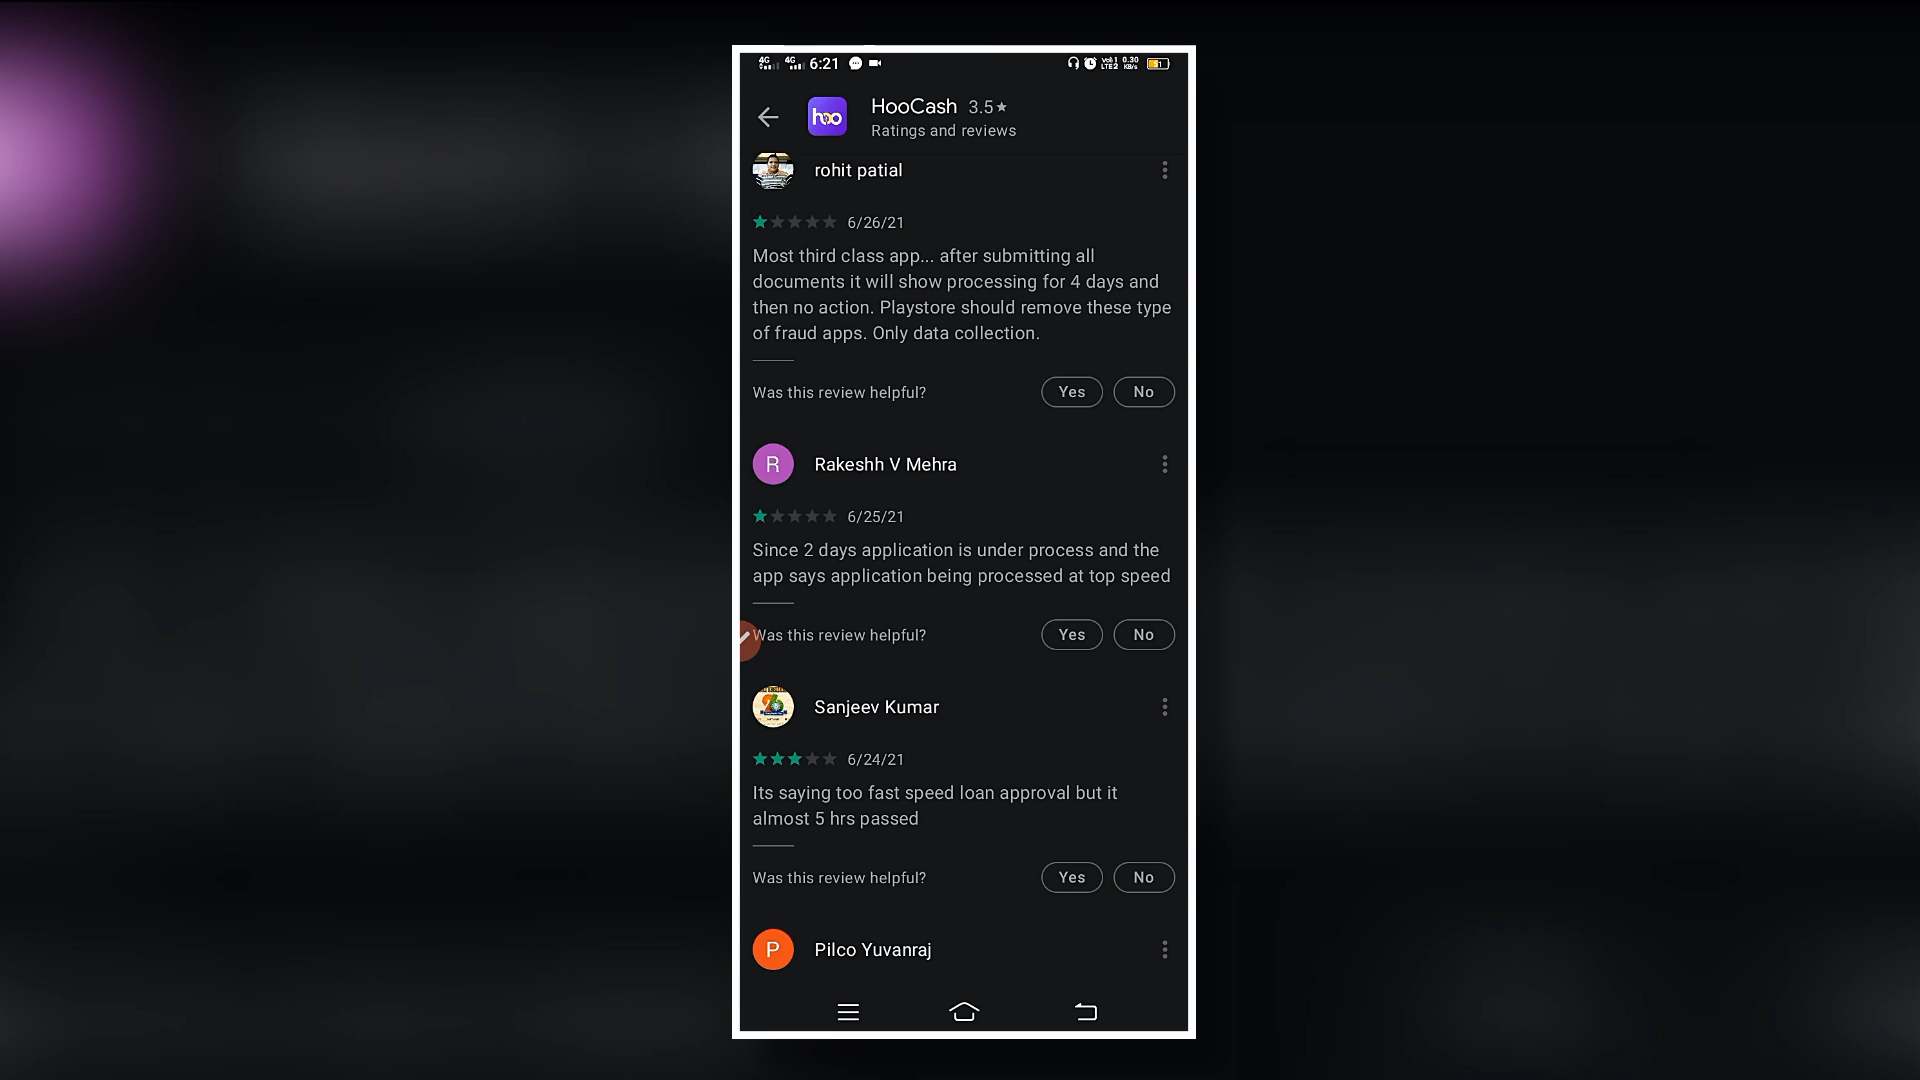 4G 4G 6:21
HooCash 3.5★
hoo
Ratings and reviews
rohit patial
6/26/21
Most third class app... after submitting all
documents it will show processing for 4 days and
then no action. Playstore should remove these type
of fraud apps. Only data collection.
Was this review helpful? Yes No
R Rakeshh V Mehra
6/25/21
Since 2 days application is under process and the
app says application being processed at top speed
Was this review helpful? Yes No
Sanjeev Kumar
6/24/21
Its saying too fast speed loan approval but it
almost 5 hrs passed
Was this review helpful? Yes No
P Pilco Yuvanraj